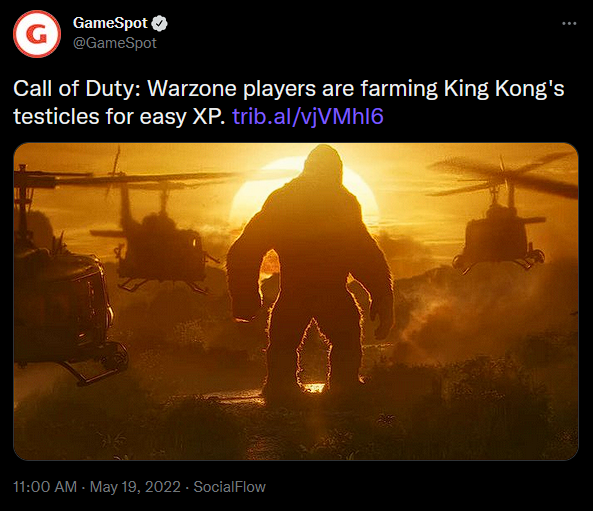 GameSpot
@GameSpot
Call of Duty: Warzone players are farming King Kong's
testicles for easy XP. trib.al/vjVMhI6
11:00 AM · May 19, 2022 · SocialFlow